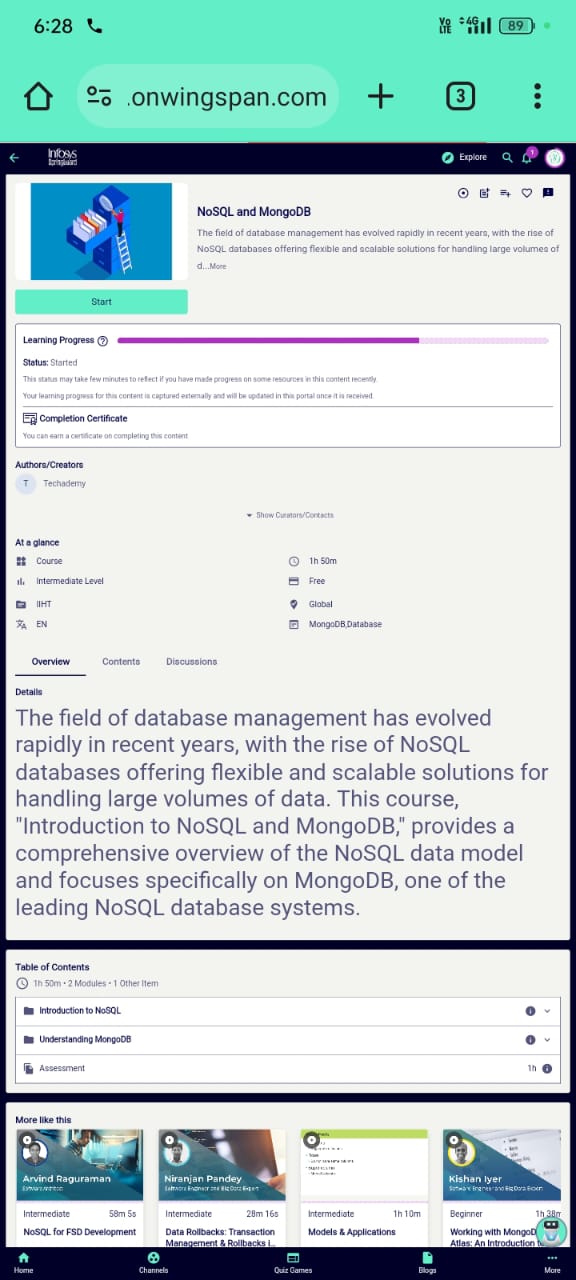 6:28
Vo LTE 4G 89
.onwingspan.com
3
Infosys Springboard
Explore
1
NoSQL and MongoDB
The field of database management has evolved rapidly in recent years, with the rise of
NoSQL databases offering flexible and scalable solutions for handling large volumes of
d...More
Start
Learning Progress
Status: Started
This status may take few minutes to reflect if you have made progress on some resources in this content recently.
Your learning progress for this content is captured externally and will be updated in this portal once it is received.
Completion Certificate
You can earn a certificate on completing this content
Authors/Creators
T Techademy
Show Curators/Contacts
At a glance
Course 1h 50m
Intermediate Level Free
IIHT Global
EN MongoDB,Database
Overview Contents Discussions
Details
The field of database management has evolved
rapidly in recent years, with the rise of NoSQL
databases offering flexible and scalable solutions for
handling large volumes of data. This course,
"Introduction to NoSQL and MongoDB," provides a
comprehensive overview of the NoSQL data model
and focuses specifically on MongoDB, one of the
leading NoSQL database systems.
Table of Contents
1h 50m • 2 Modules • 1 Other Item
Introduction to NoSQL
Understanding MongoDB
Assessment 1h
More like this
Arvind Raguraman
Software Architect
Intermediate 58m 5s
NoSQL for FSD Development
Niranjan Pandey
Software Engineer and Big Data Expert
Intermediate 28m 16s
Data Rollbacks: Transaction
Management & Rollbacks i...
Intermediate 1h 10m
Models & Applications
Kishan Iyer
Software Engineer and Big Data Expert
Beginner 1h 38m
Working with MongoD
Atlas: An Introduction to
Home Channels Quiz Games Blogs More